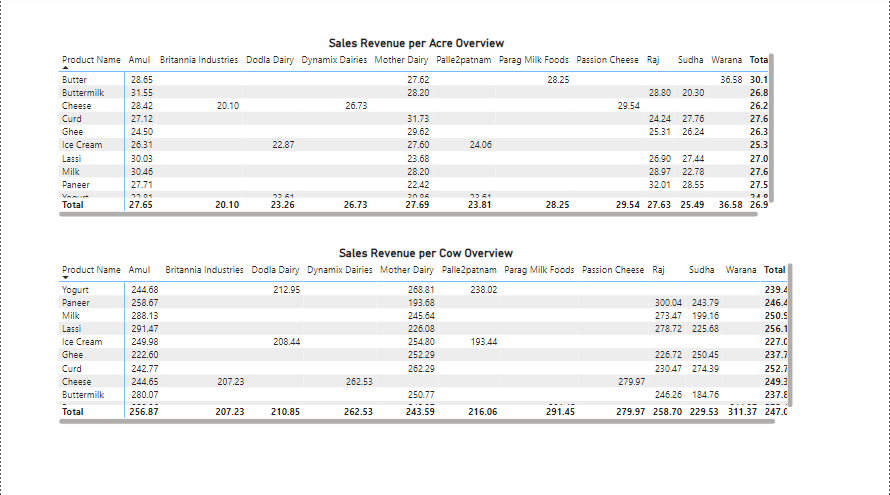 Sales Revenue per Acre Overview
Product Name Amul Britannia Industries Dodla Dairy Dynamix Dairies Mother Dairy Palle2patnam Parag Milk Foods Passion Cheese Raj Sudha Warana Total
Butter 28.65 27.62 28.25 36.58 30.1
Buttermilk 31.55 28.20 28.80 20.30 26.8
Cheese 28.42 20.10 26.73 29.54 26.2
Curd 27.12 31.73 24.24 27.76 27.6
Ghee 24.50 29.62 25.31 26.24 26.3
Ice Cream 26.31 22.87 27.60 24.06 25.3
Lassi 30.03 23.68 26.90 27.44 27.0
Milk 30.46 28.20 28.97 22.78 27.6
Paneer 27.71 22.42 32.01 28.55 27.5
Total 27.65 20.10 23.26 26.73 27.69 23.81 28.25 29.54 27.63 25.49 36.58 26.9
Sales Revenue per Cow Overview
Product Name Amul Britannia Industries Dodla Dairy Dynamix Dairies Mother Dairy Palle2patnam Parag Milk Foods Passion Cheese Raj Sudha Warana Total
Yogurt 244.68 212.95 268.81 238.02 239.4
Paneer 258.67 193.68 300.04 243.79 246.4
Milk 288.13 245.64 273.47 199.16 250.9
Lassi 291.47 226.08 278.72 225.68 256.1
Ice Cream 249.98 208.44 254.80 193.44 227.0
Ghee 222.60 252.29 226.72 250.45 237.7
Curd 242.77 262.29 230.47 274.39 252.7
Cheese 244.65 207.23 262.53 279.97 249.3
Buttermilk 280.07 250.77 246.26 184.76 237.8
Total 256.87 207.23 210.85 262.53 243.59 216.06 291.45 279.97 258.70 229.53 311.37 247.0